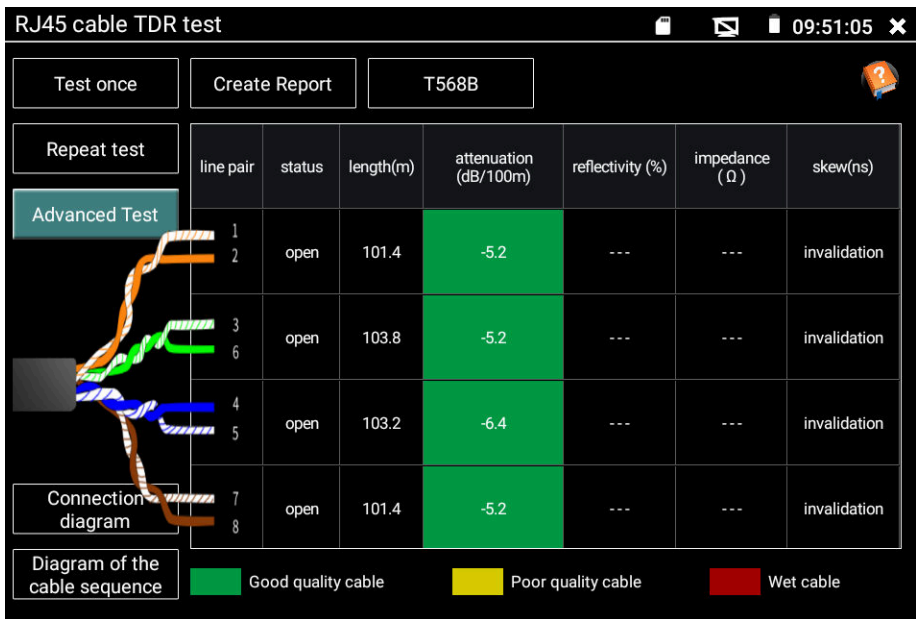 RJ45 cable TDR test
09:51:05
Test once
Create Report
T568B
Repeat test
Advanced Test
line pair
status
length(m)
attenuation
(dB/100m)
reflectivity (%)
impedance
(Ω)
skew(ns)
1
2
open
101.4
-5.2
---
---
invalidation
3
6
open
103.8
-5.2
---
---
invalidation
4
5
open
103.2
-6.4
---
---
invalidation
7
8
open
101.4
-5.2
---
---
invalidation
Connection
diagram
Diagram of the
cable sequence
Good quality cable
Poor quality cable
Wet cable